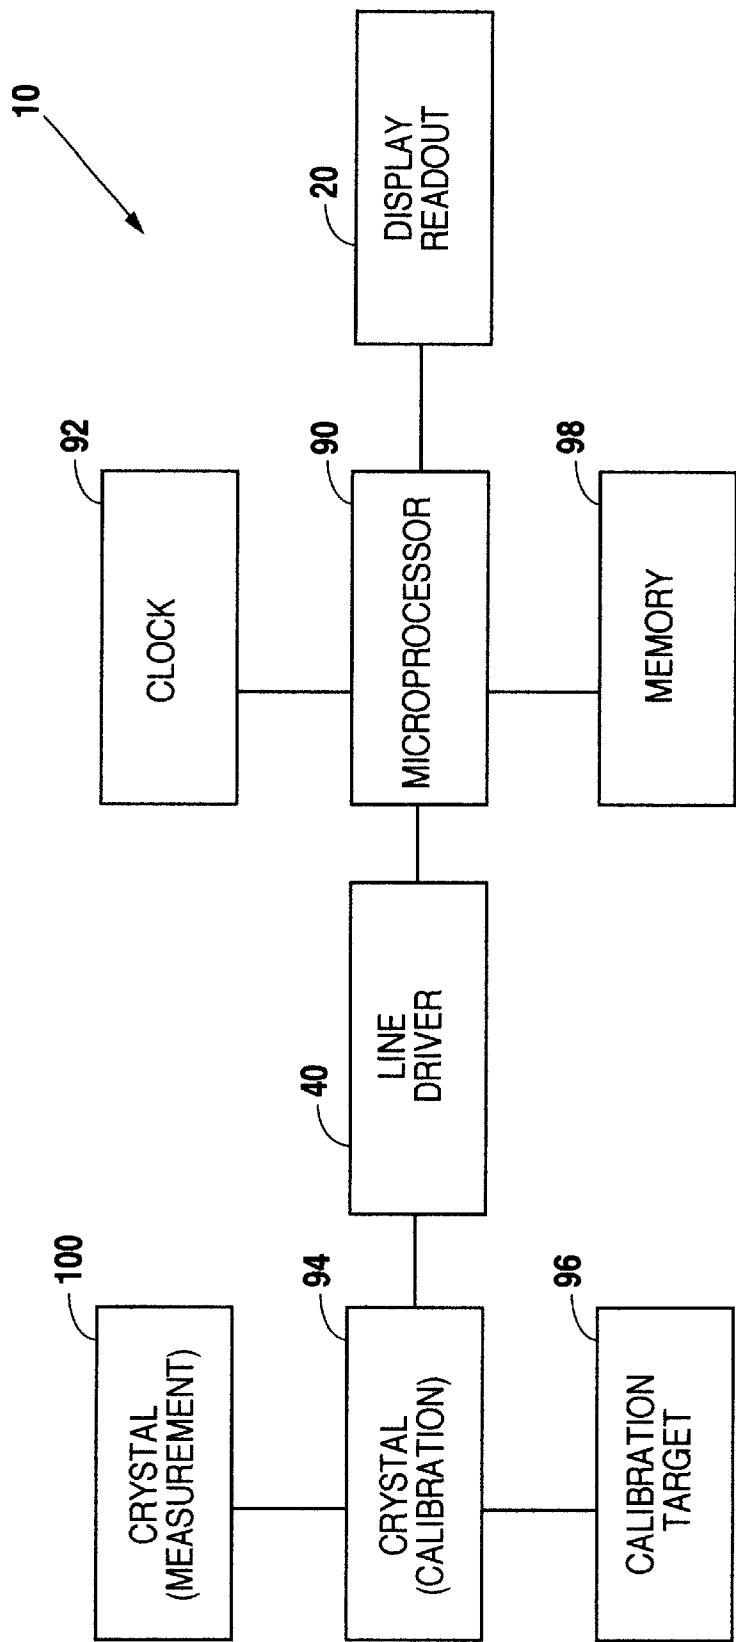 10
100
CRYSTAL
(MEASUREMENT)
92
CLOCK
94
CRYSTAL
(CALIBRATION)
40
LINE
DRIVER
90
MICROPROCESSOR
20
DISPLAY
READOUT
96
CALIBRATION
TARGET
98
MEMORY